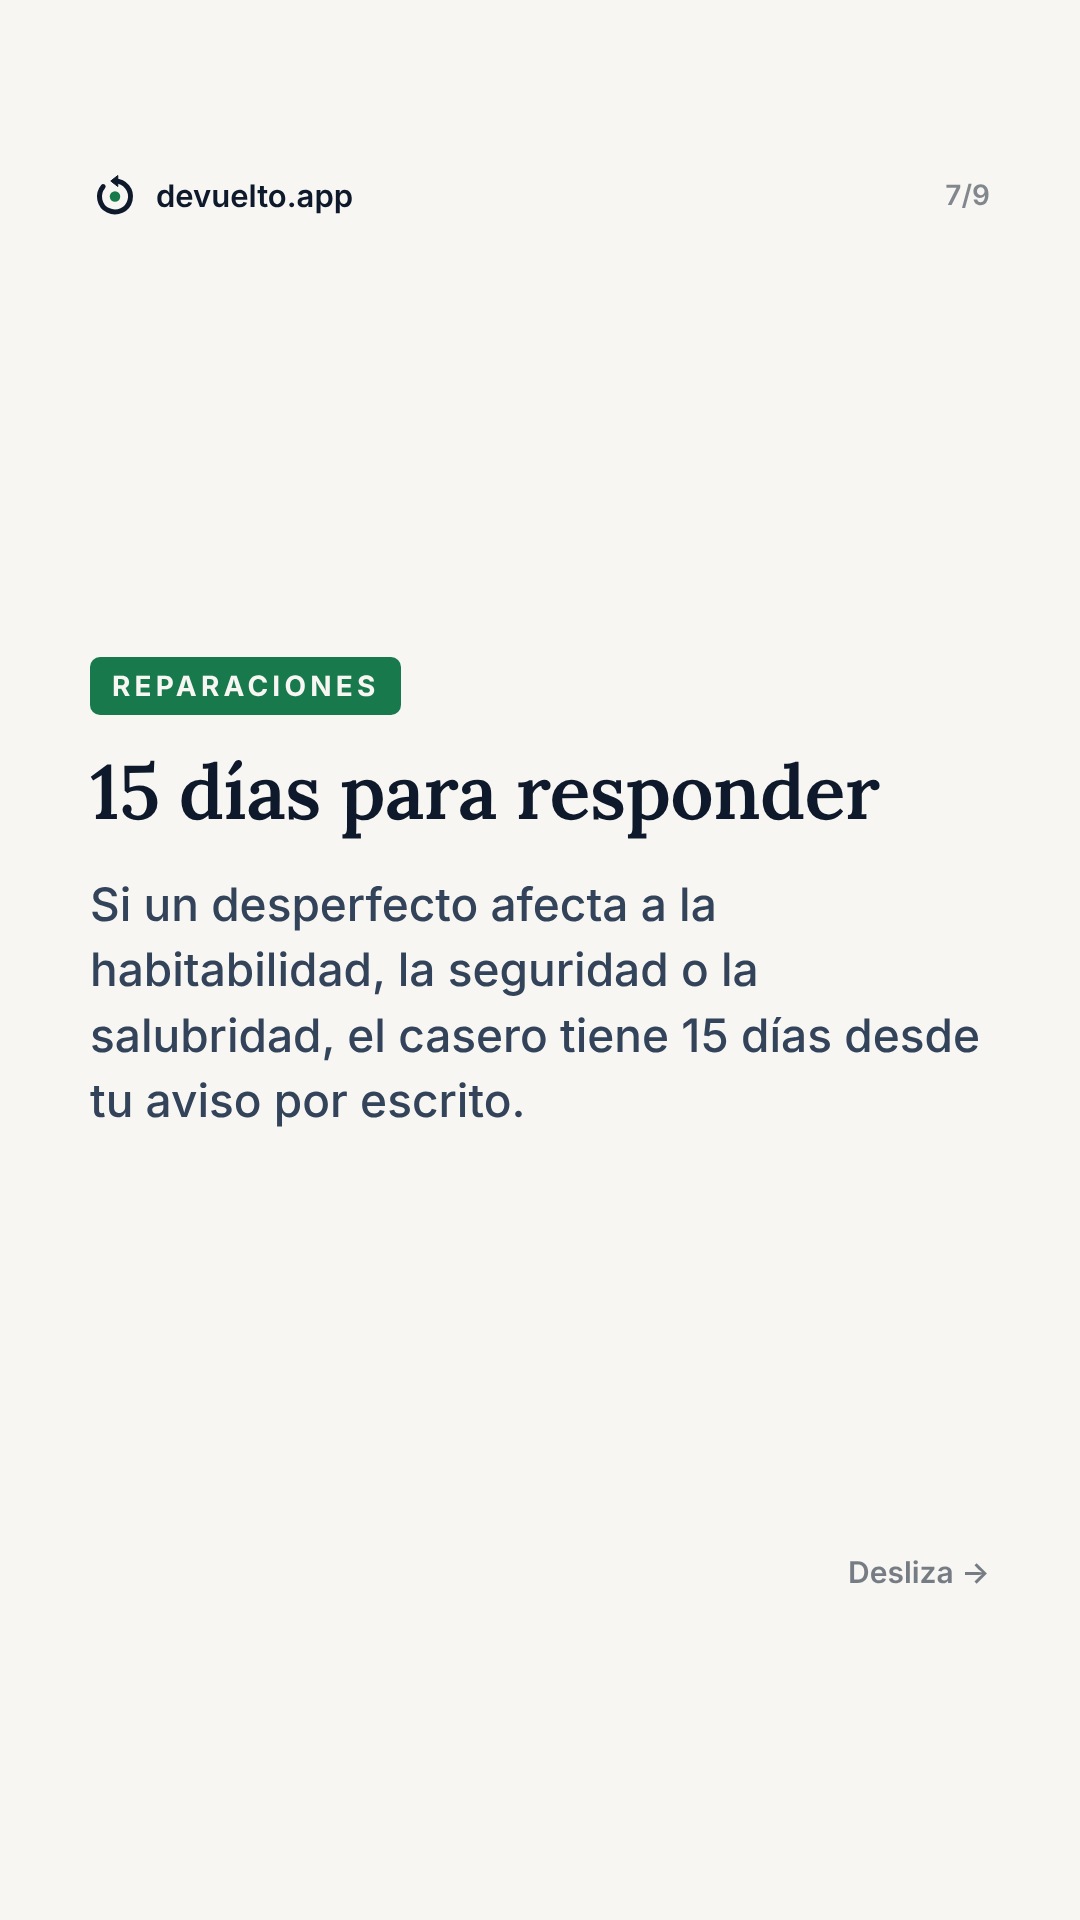 devuelto.app
7/9
REPARACIONES
15 días para responder
Si un desperfecto afecta a la
habitabilidad, la seguridad o la
salubridad, el casero tiene 15 días desde
tu aviso por escrito.
Desliza →